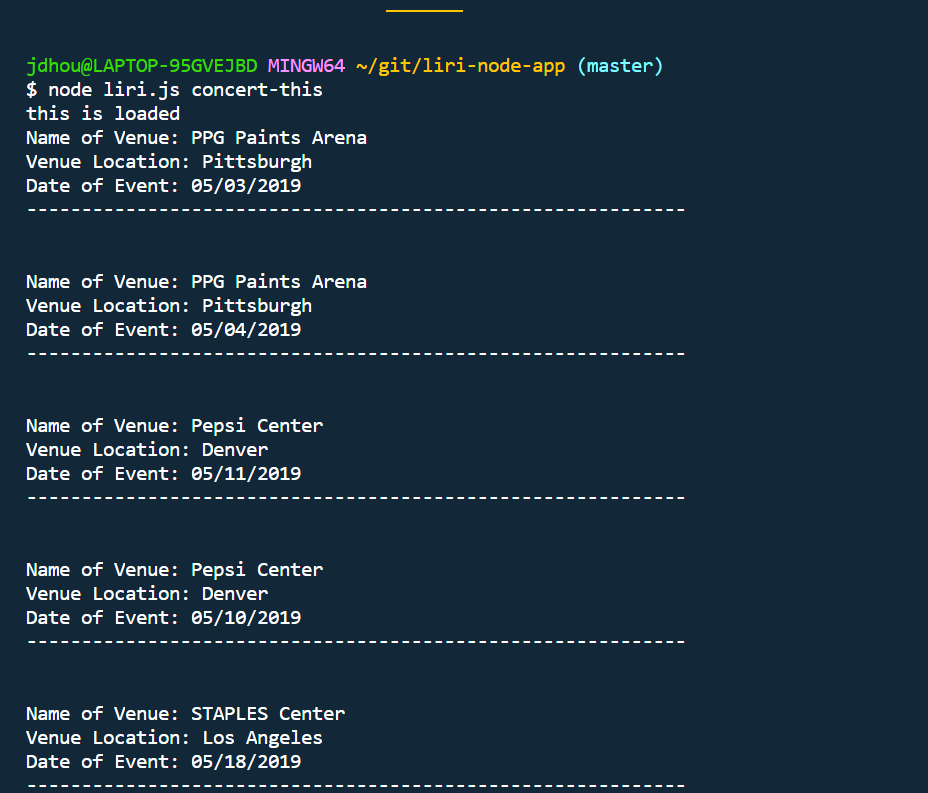 jdhou@LAPTOP-95GVEJBD MINGW64 ~/git/liri-node-app (master)
$ node liri.js concert-this
this is loaded
Name of Venue: PPG Paints Arena
Venue Location: Pittsburgh
Date of Event: 05/03/2019
------------------------------------------------------------
Name of Venue: PPG Paints Arena
Venue Location: Pittsburgh
Date of Event: 05/04/2019
------------------------------------------------------------
Name of Venue: Pepsi Center
Venue Location: Denver
Date of Event: 05/11/2019
------------------------------------------------------------
Name of Venue: Pepsi Center
Venue Location: Denver
Date of Event: 05/10/2019
------------------------------------------------------------
Name of Venue: STAPLES Center
Venue Location: Los Angeles
Date of Event: 05/18/2019
------------------------------------------------------------